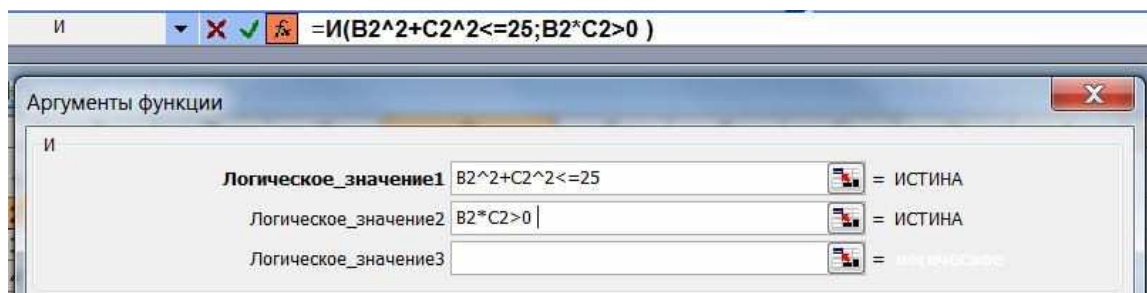 И =И(B2^2+C2^2<=25;B2*C2>0 )
Аргументы функции
И
Логическое_значение1 B2^2+C2^2<=25 = ИСТИНА
Логическое_значение2 B2*C2>0 = ИСТИНА
Логическое_значение3 =